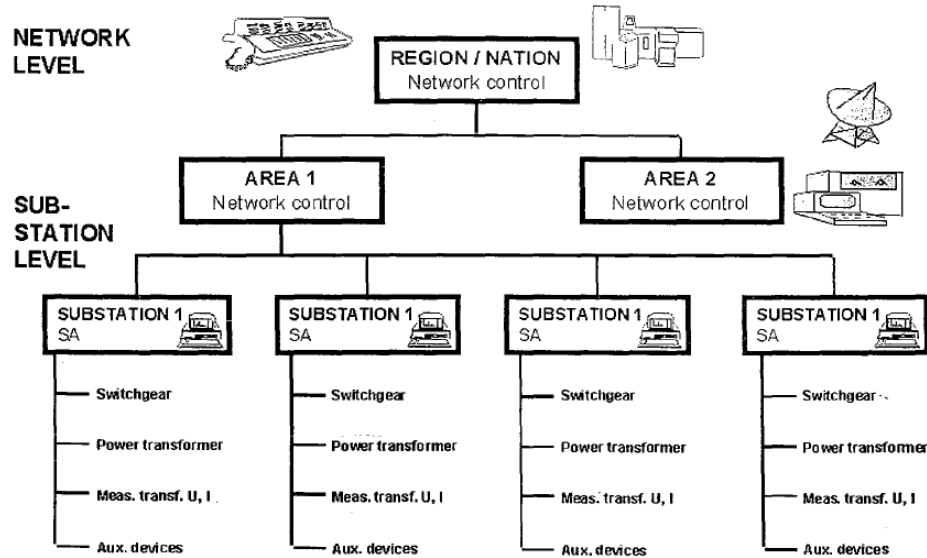 NETWORK
LEVEL
REGION / NATION
Network control
AREA 1
Network control
AREA 2
Network control
SUB-
STATION
LEVEL
SUBSTATION 1
SA
SUBSTATION 1
SA
SUBSTATION 1
SA
SUBSTATION 1
SA
Switchgear
Switchgear
Switchgear
Switchgear
Power transformer
Power transformer
Power transformer
Power transformer
Meas. transf. U, I
Meas. transf. U, I
Meas. transf. U, I
Meas. transf. U, I
Aux. devices
Aux. devices
Aux. devices
Aux. devices